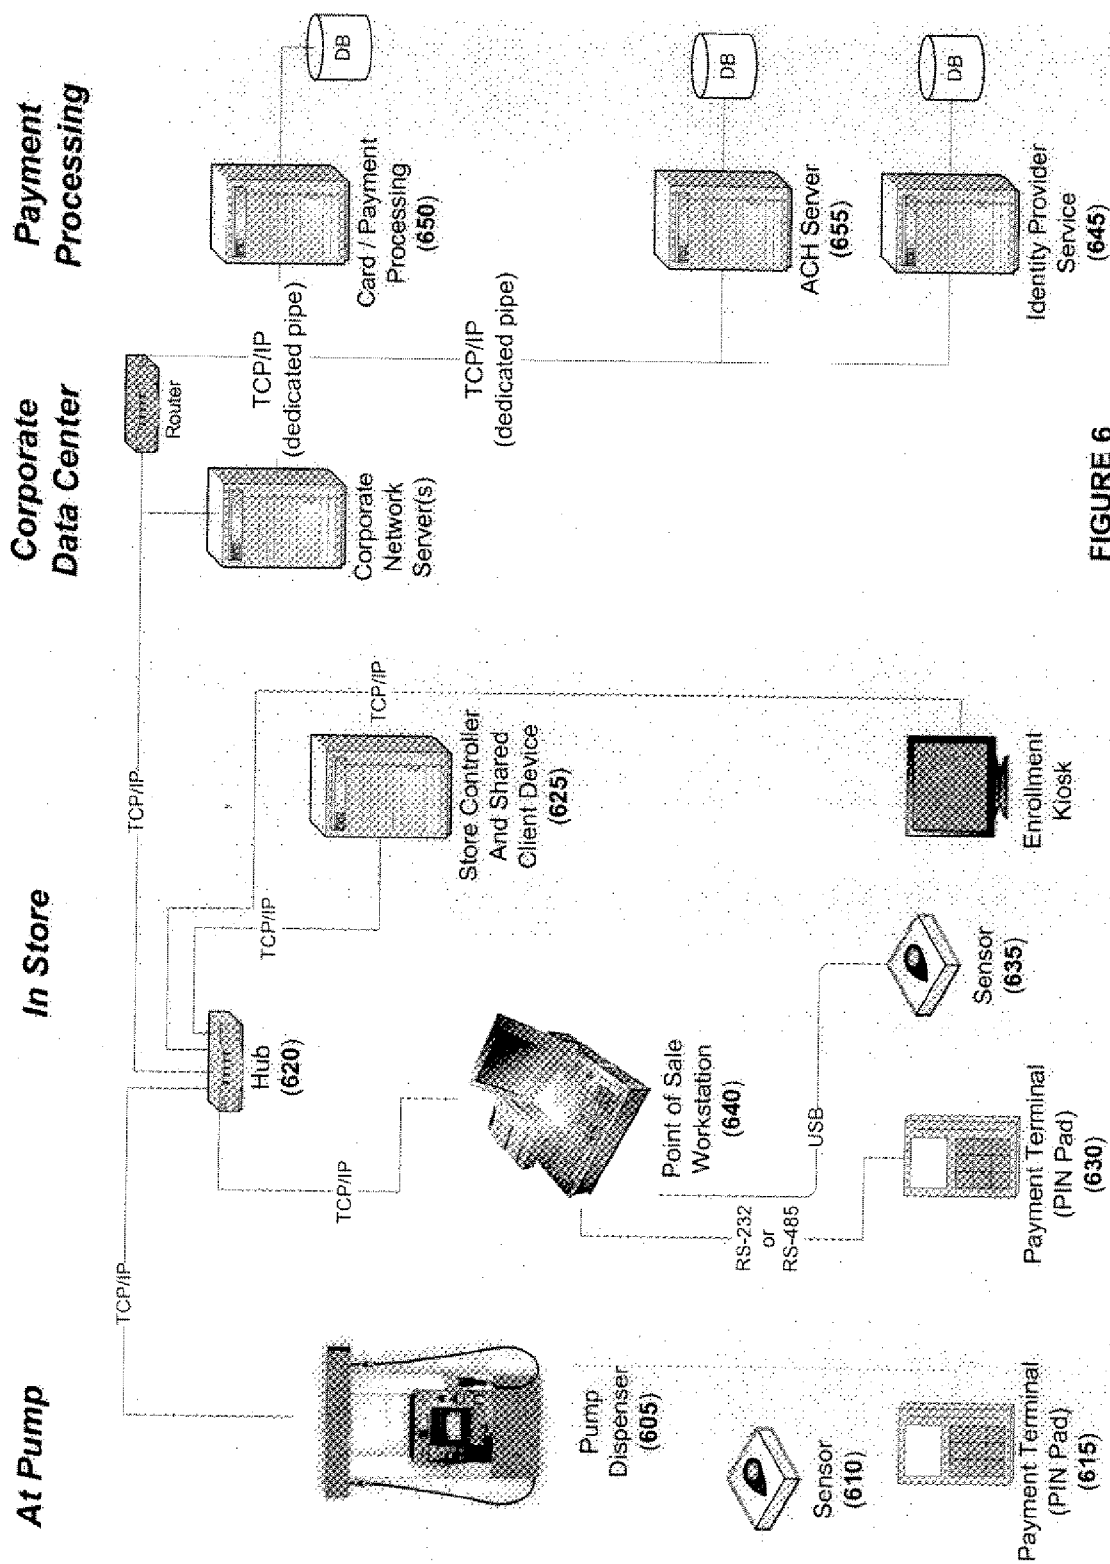 At Pump
In Store
Corporate
Data Center
Payment
Processing
TCP/IP
Pump
Dispenser
(605)
Sensor
(610)
Payment Terminal
(PIN Pad)
(615)
Hub
(620)
TCP/IP
TCP/IP
TCP/IP
TCP/IP
Store Controller
And Shared
Client Device
(625)
Point of Sale
Workstation
(640)
RS-232
or
RS-485
USB
Payment Terminal
(PIN Pad)
(630)
Sensor
(635)
Enrollment
Kiosk
Router
Corporate
Network
Server(s)
TCP/IP
(dedicated pipe)
TCP/IP
(dedicated pipe)
DB
Card / Payment
Processing
(650)
DB
ACH Server
(655)
DB
Identity Provider
Service
(645)
FIGURE 6